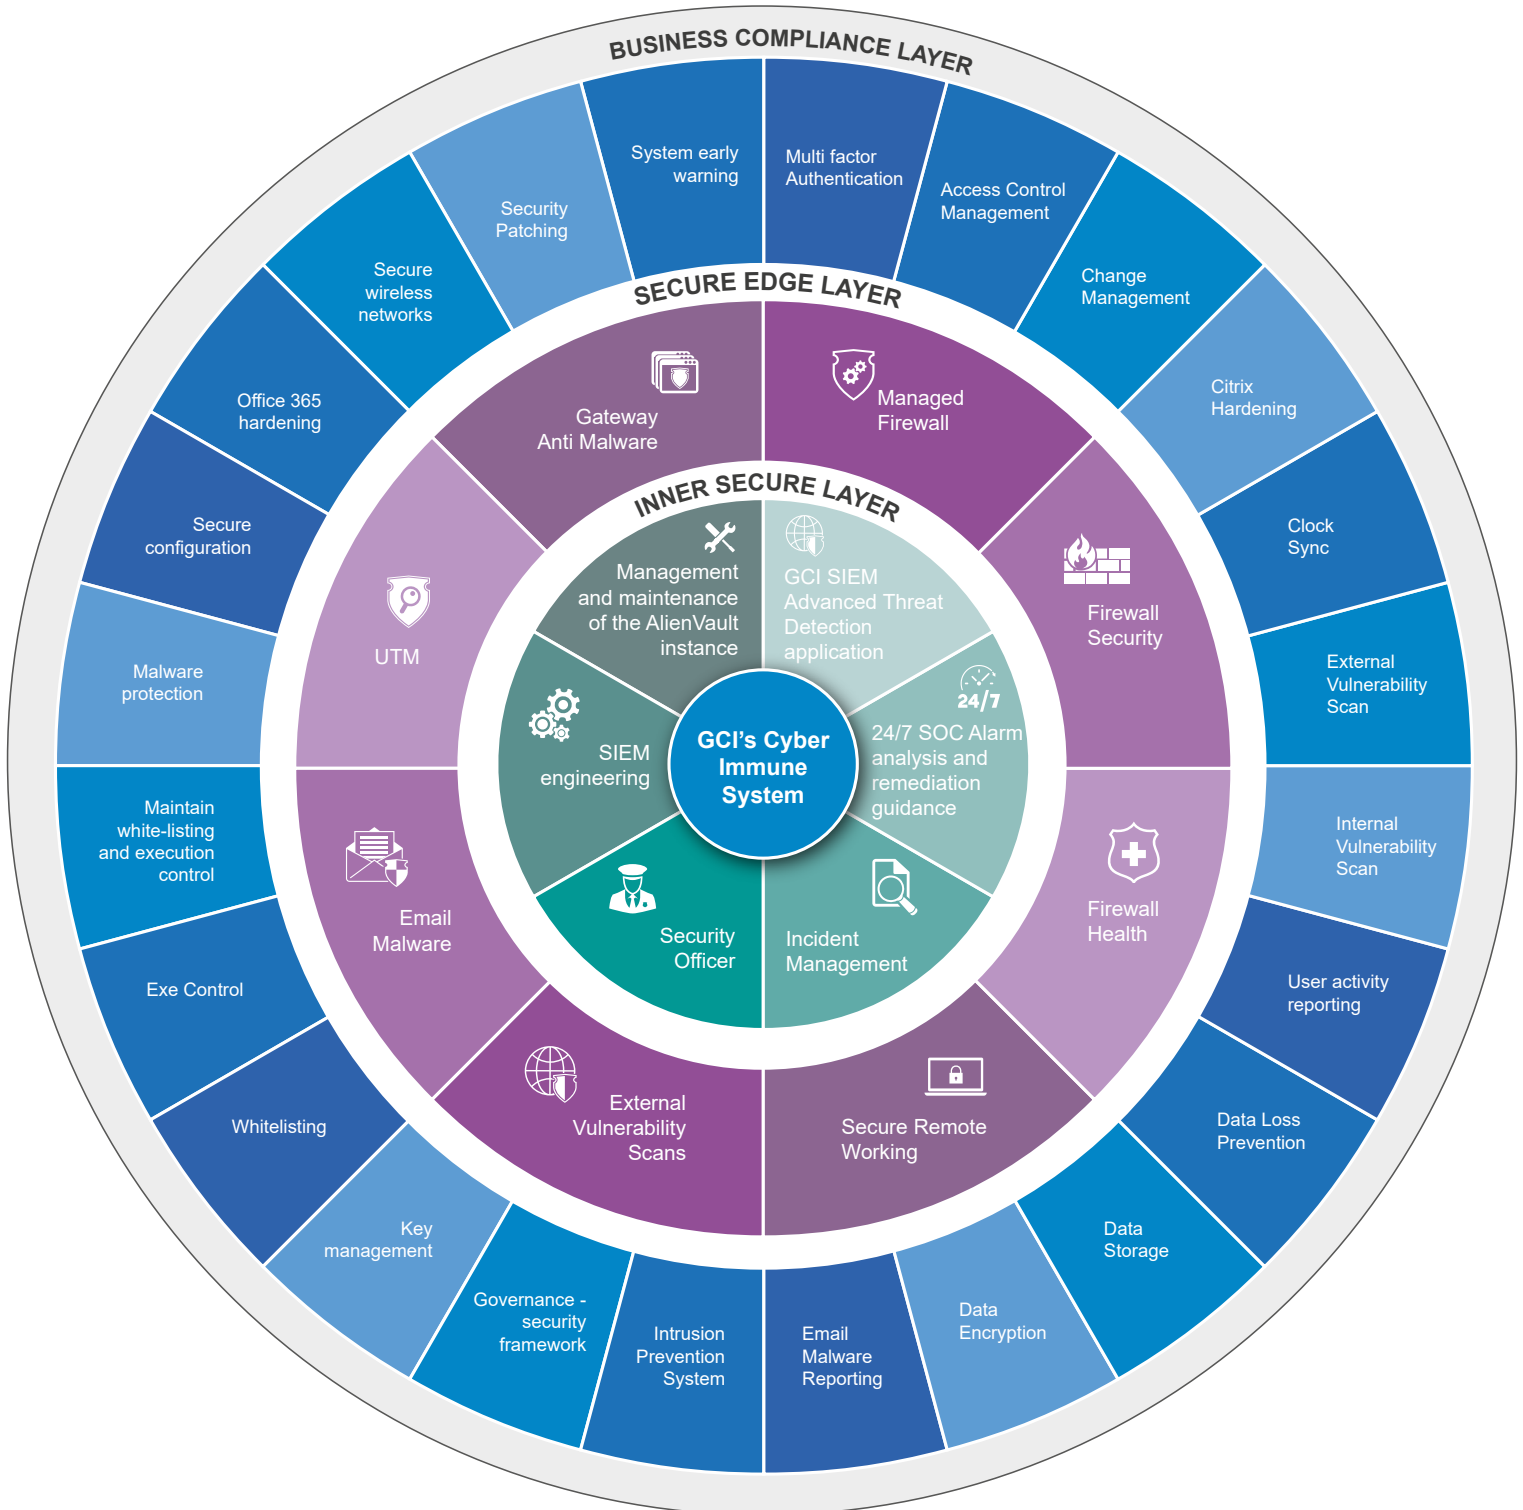 BUSINESS COMPLIANCE LAYER
System early
warning
Multi factor
Authentication
Access Control
Management
Change
Management
Citrix
Hardening
Clock
Sync
External
Vulnerability
Scan
Internal
Vulnerability
Scan
User activity
reporting
Data Loss
Prevention
Data
Storage
Data
Encryption
Email
Malware
Reporting
Intrusion
Prevention
System
Governance -
security
framework
Key
management
Whitelisting
Exe Control
Maintain
white-listing
and execution
control
Malware
protection
Secure
configuration
Office 365
hardening
Secure
wireless
networks
Security
Patching
SECURE EDGE LAYER
Managed
Firewall
Firewall
Security
Firewall
Health
Secure Remote
Working
External
Vulnerability
Scans
Email
Malware
UTM
Gateway
Anti Malware
INNER SECURE LAYER
GCI SIEM
Advanced Threat
Detection
application
24/7
24/7 SOC Alarm
analysis and
remediation
guidance
Incident
Management
Security
Officer
SIEM
engineering
Management
and maintenance
of the AlienVault
instance
GCI's Cyber
Immune
System